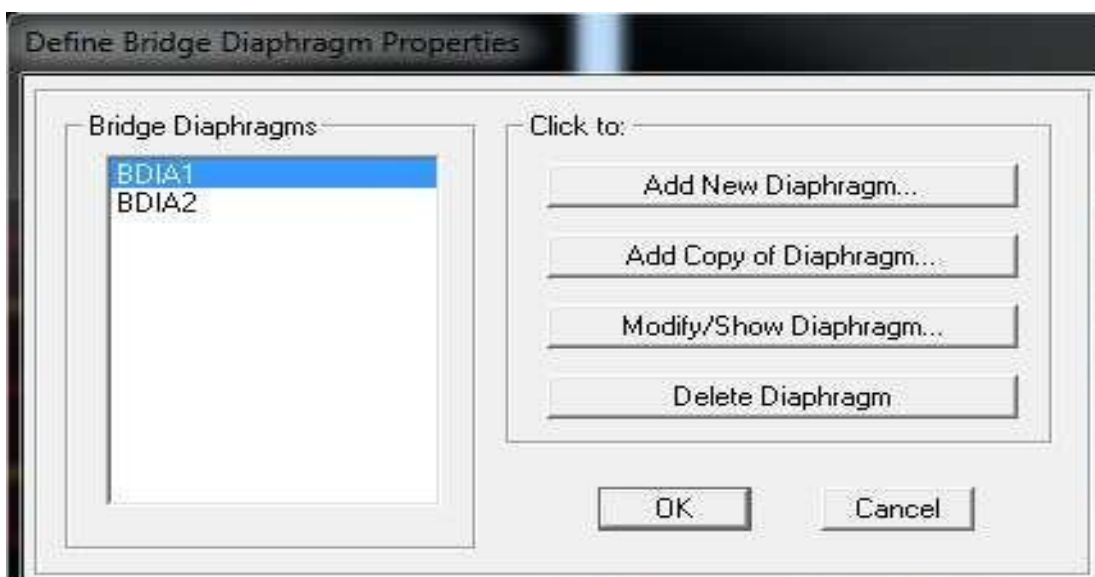 Define Bridge Diaphragm Properties
Bridge Diaphragms
BDIA1
BDIA2
Click to:
Add New Diaphragm...
Add Copy of Diaphragm...
Modify/Show Diaphragm...
Delete Diaphragm
OK
Cancel